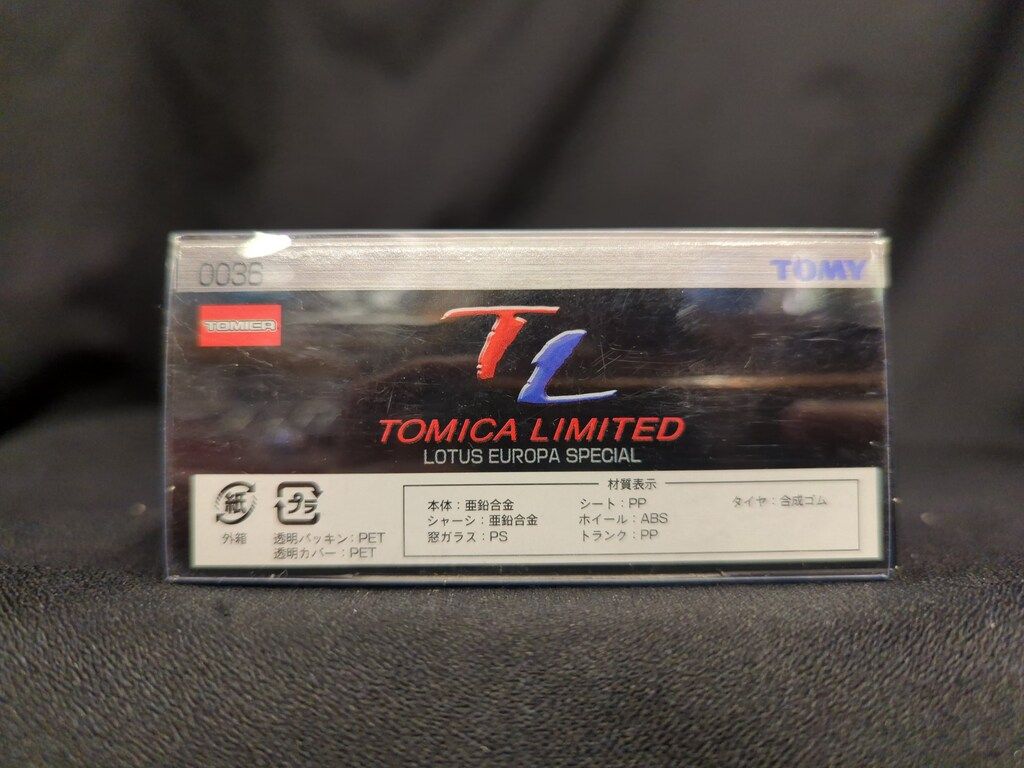 0036
TOMY
TOMICA
TL
TOMICA LIMITED
LOTUS EUROPA SPECIAL
紙
外箱
プラ
透明パッキン：PET
透明カバー：PET
材質表示
本体：亜鉛合金
シャーシ：亜鉛合金
窓ガラス：PS
シート：PP
ホイール：ABS
トランク：PP
タイヤ：合成ゴム